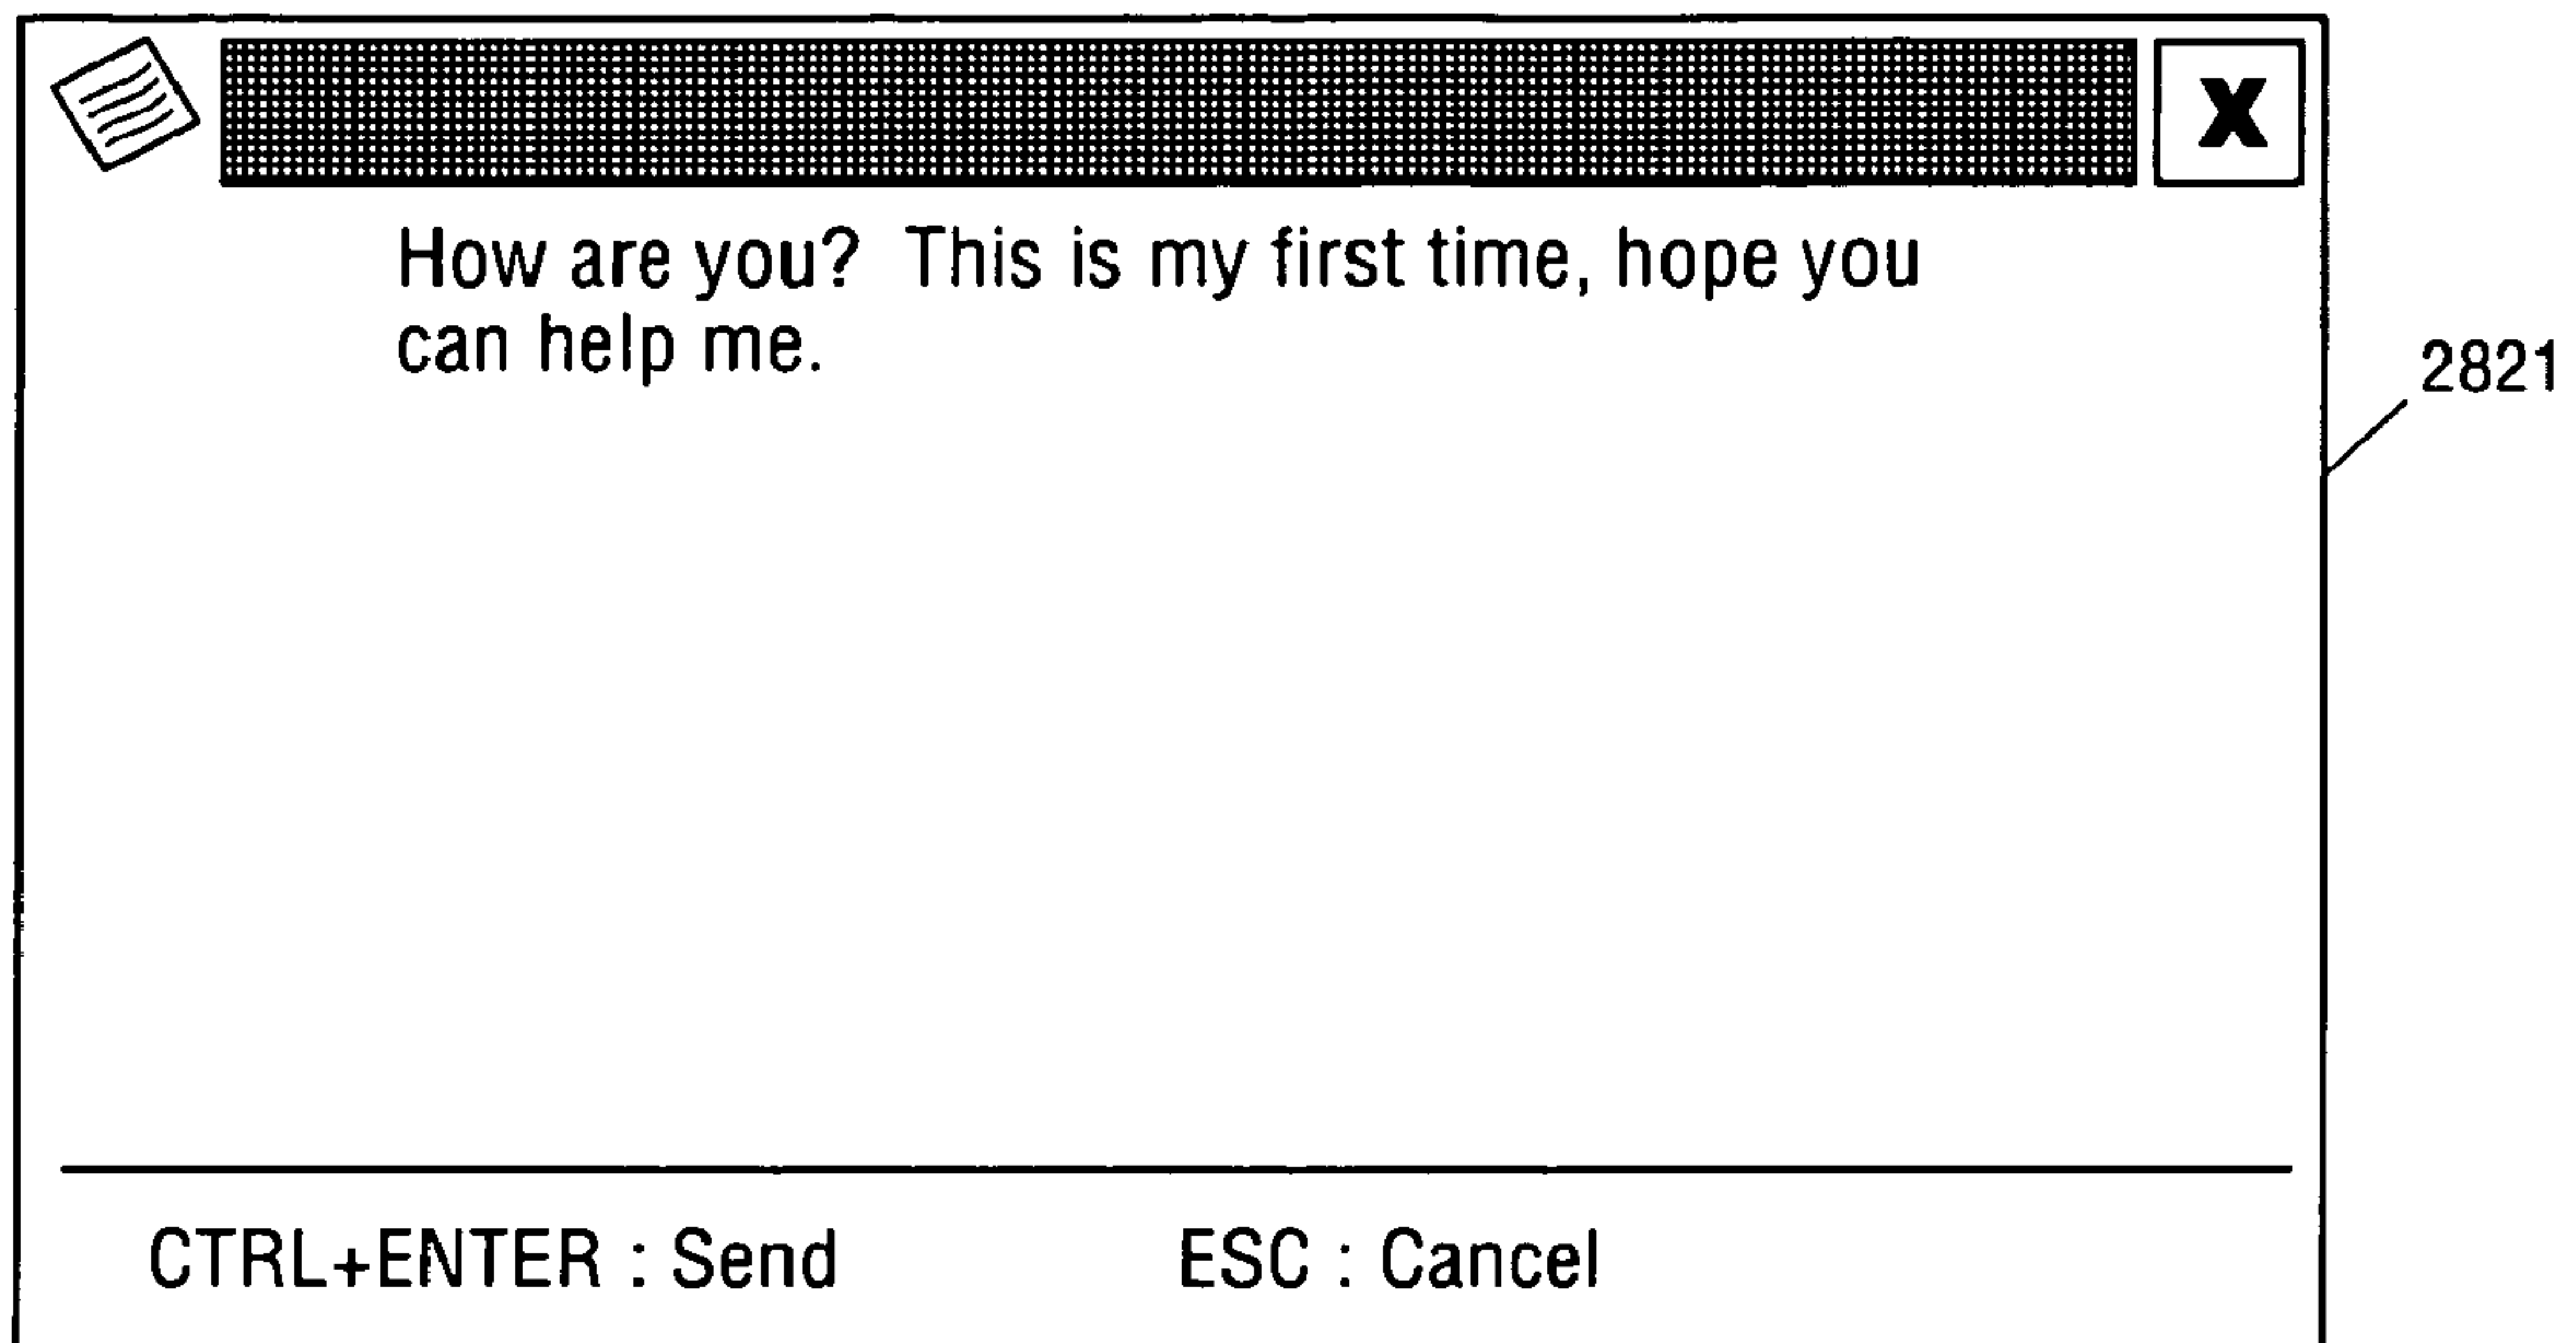 X
How are you? This is my first time, hope you
can help me.
2821
CTRL+ENTER : Send ESC : Cancel